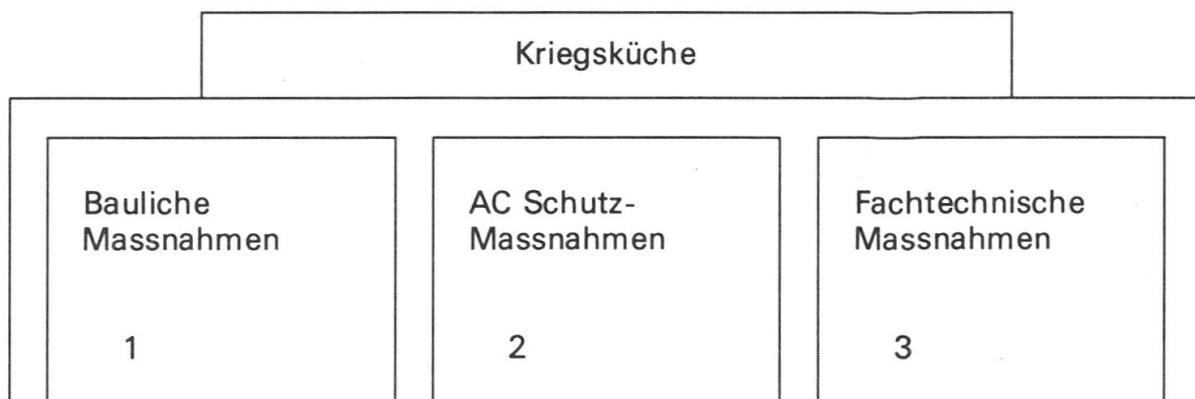 Kriegsküche
Bauliche
Massnahmen
1
AC Schutz-
Massnahmen
2
Fachtechnische
Massnahmen
3